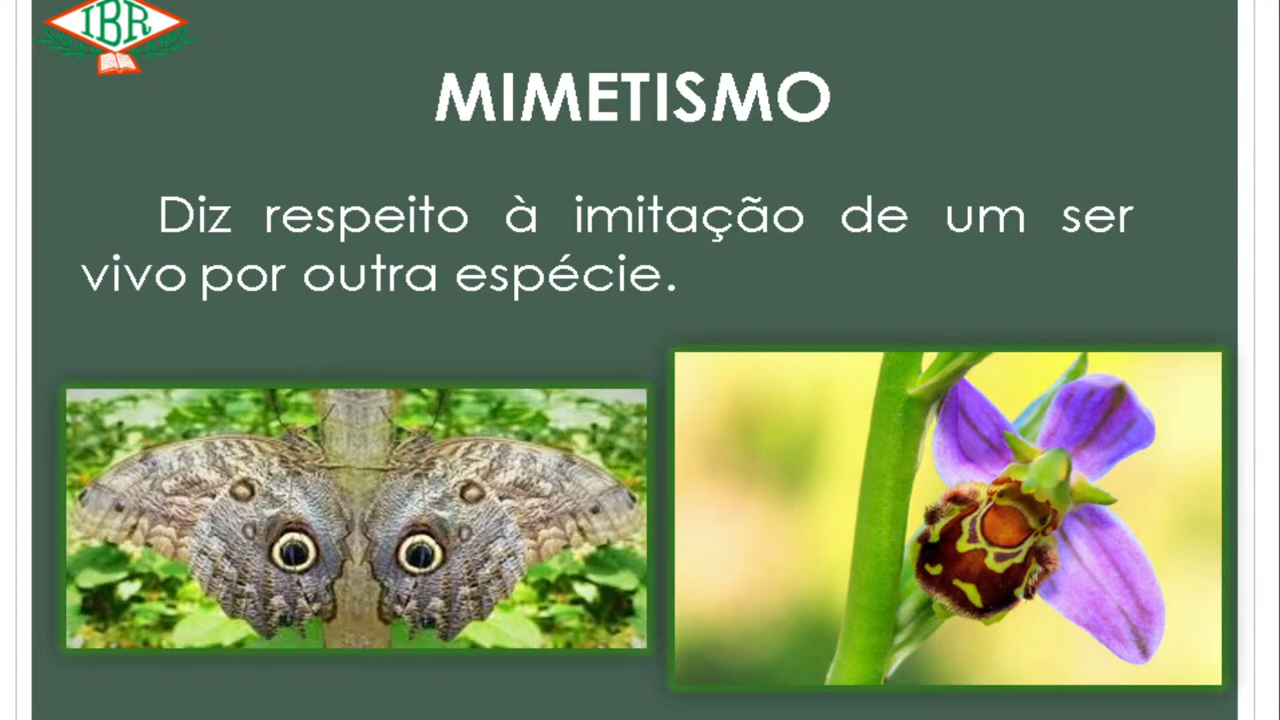 IBR
MIMETISMO
Diz respeito à imitação de um ser
vivo por outra espécie.